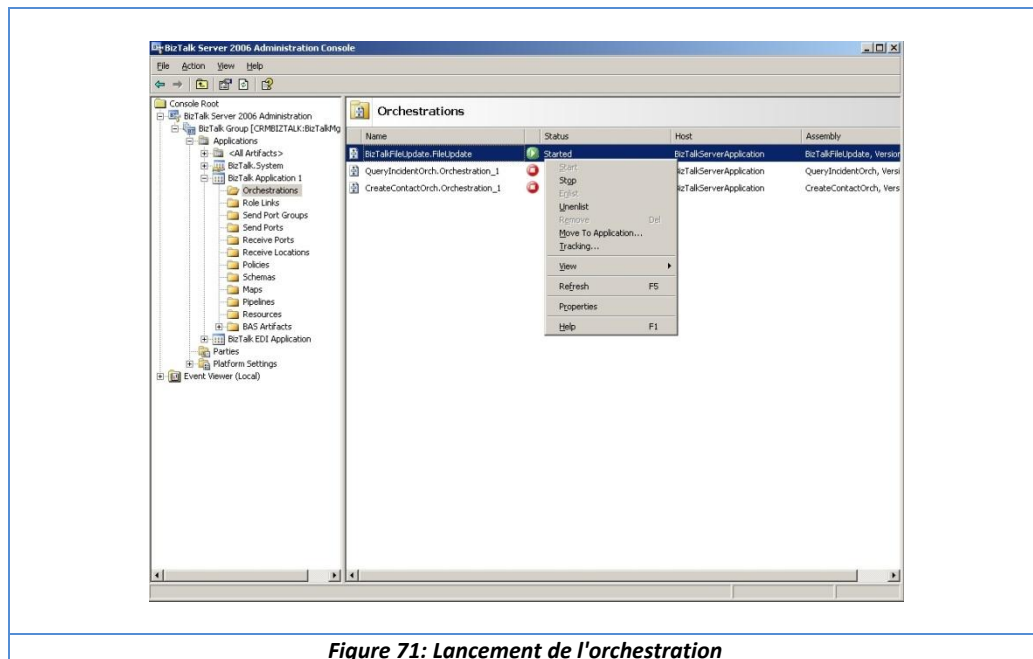 BizTalk Server 2006 Administration Console
File Action View Help
Console Root
BizTalk Server 2006 Administration
BizTalk Group [CRMBIZTALK:BizTalkMg
Applications
<All Artifacts>
BizTalk.System
BizTalk Application 1
Orchestrations
Role Links
Send Port Groups
Send Ports
Receive Ports
Receive Locations
Policies
Schemas
Maps
Pipelines
Resources
BAS Artifacts
BizTalk EDI Application
Parties
Platform Settings
Event Viewer (Local)
Orchestrations
Name Status Host Assembly
BizTalkFileUpdate.FileUpdate Started BizTalkServerApplication BizTalkFileUpdate, Version
QueryIncidentOrch.Orchestration_1 izTalkServerApplication QueryIncidentOrch, Versi
CreateContactOrch.Orchestration_1 izTalkServerApplication CreateContactOrch, Vers
Start
Stop
Enlist
Unenlist
Remove Del
Move To Application...
Tracking...
View
Refresh F5
Properties
Help F1
Figure 71: Lancement de l'orchestration